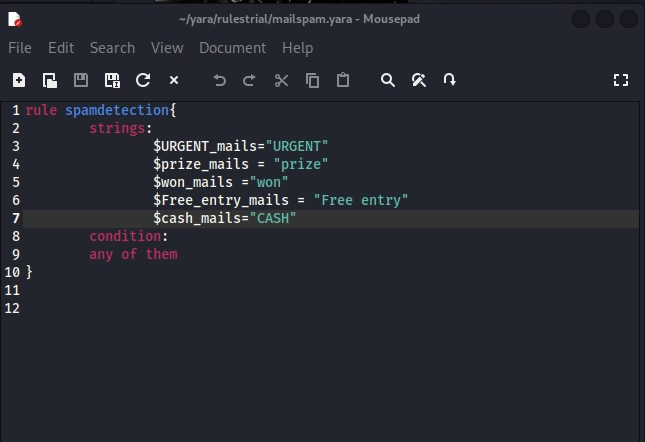 ~/yara/rulestrial/mailspam.yara - Mousepad
File Edit Search View Document Help
1 rule spamdetection{
2 strings:
3 $URGENT_mails="URGENT"
4 $prize_mails = "prize"
5 $won_mails ="won"
6 $Free_entry_mails = "Free entry"
7 $cash_mails="CASH"
8 condition:
9 any of them
10 }
11
12